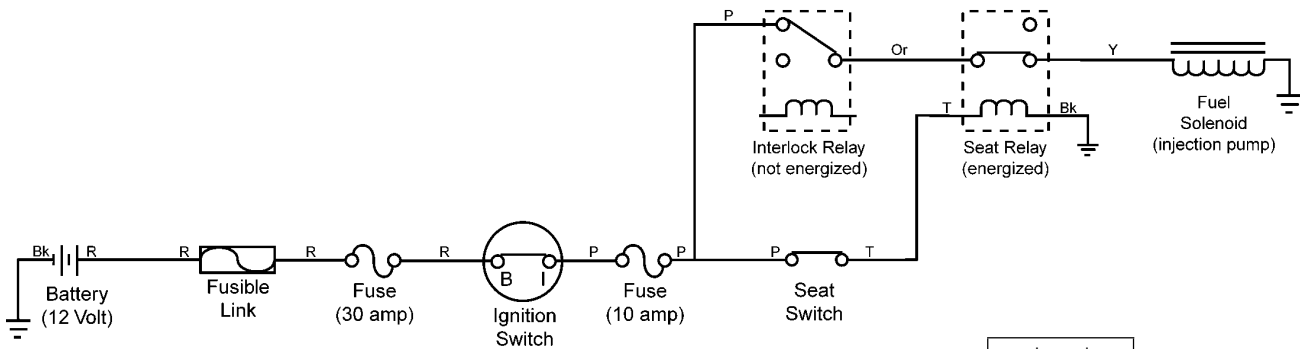 P
Or
Y
T
Bk
Interlock Relay
(not energized)
Seat Relay
(energized)
Fuel
Solenoid
(injection pump)
Bk
R
R
R
R
B
I
P
P
P
T
Battery
(12 Volt)
Fusible
Link
Fuse
(30 amp)
Ignition
Switch
Fuse
(10 amp)
Seat
Switch